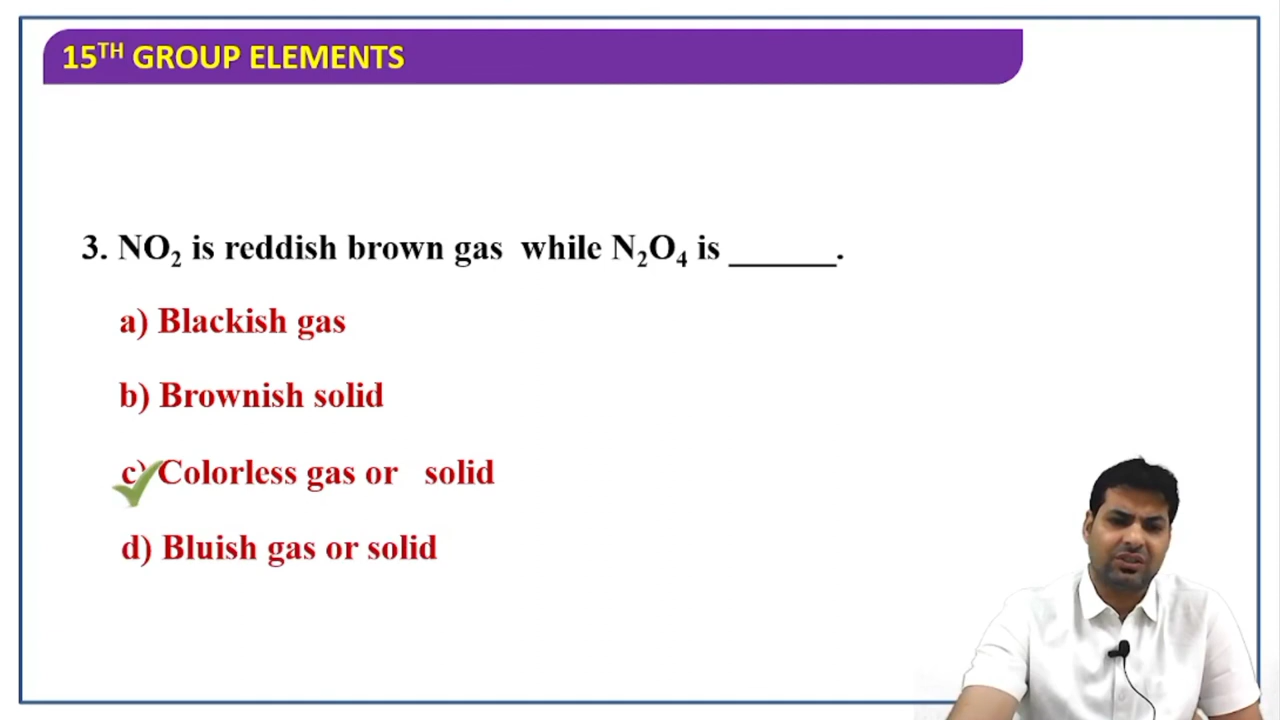 15TH GROUP ELEMENTS
3. NO₂ is reddish brown gas while N₂O₄ is _______.
a) Blackish gas
b) Brownish solid
c) Colorless gas or solid
d) Bluish gas or solid